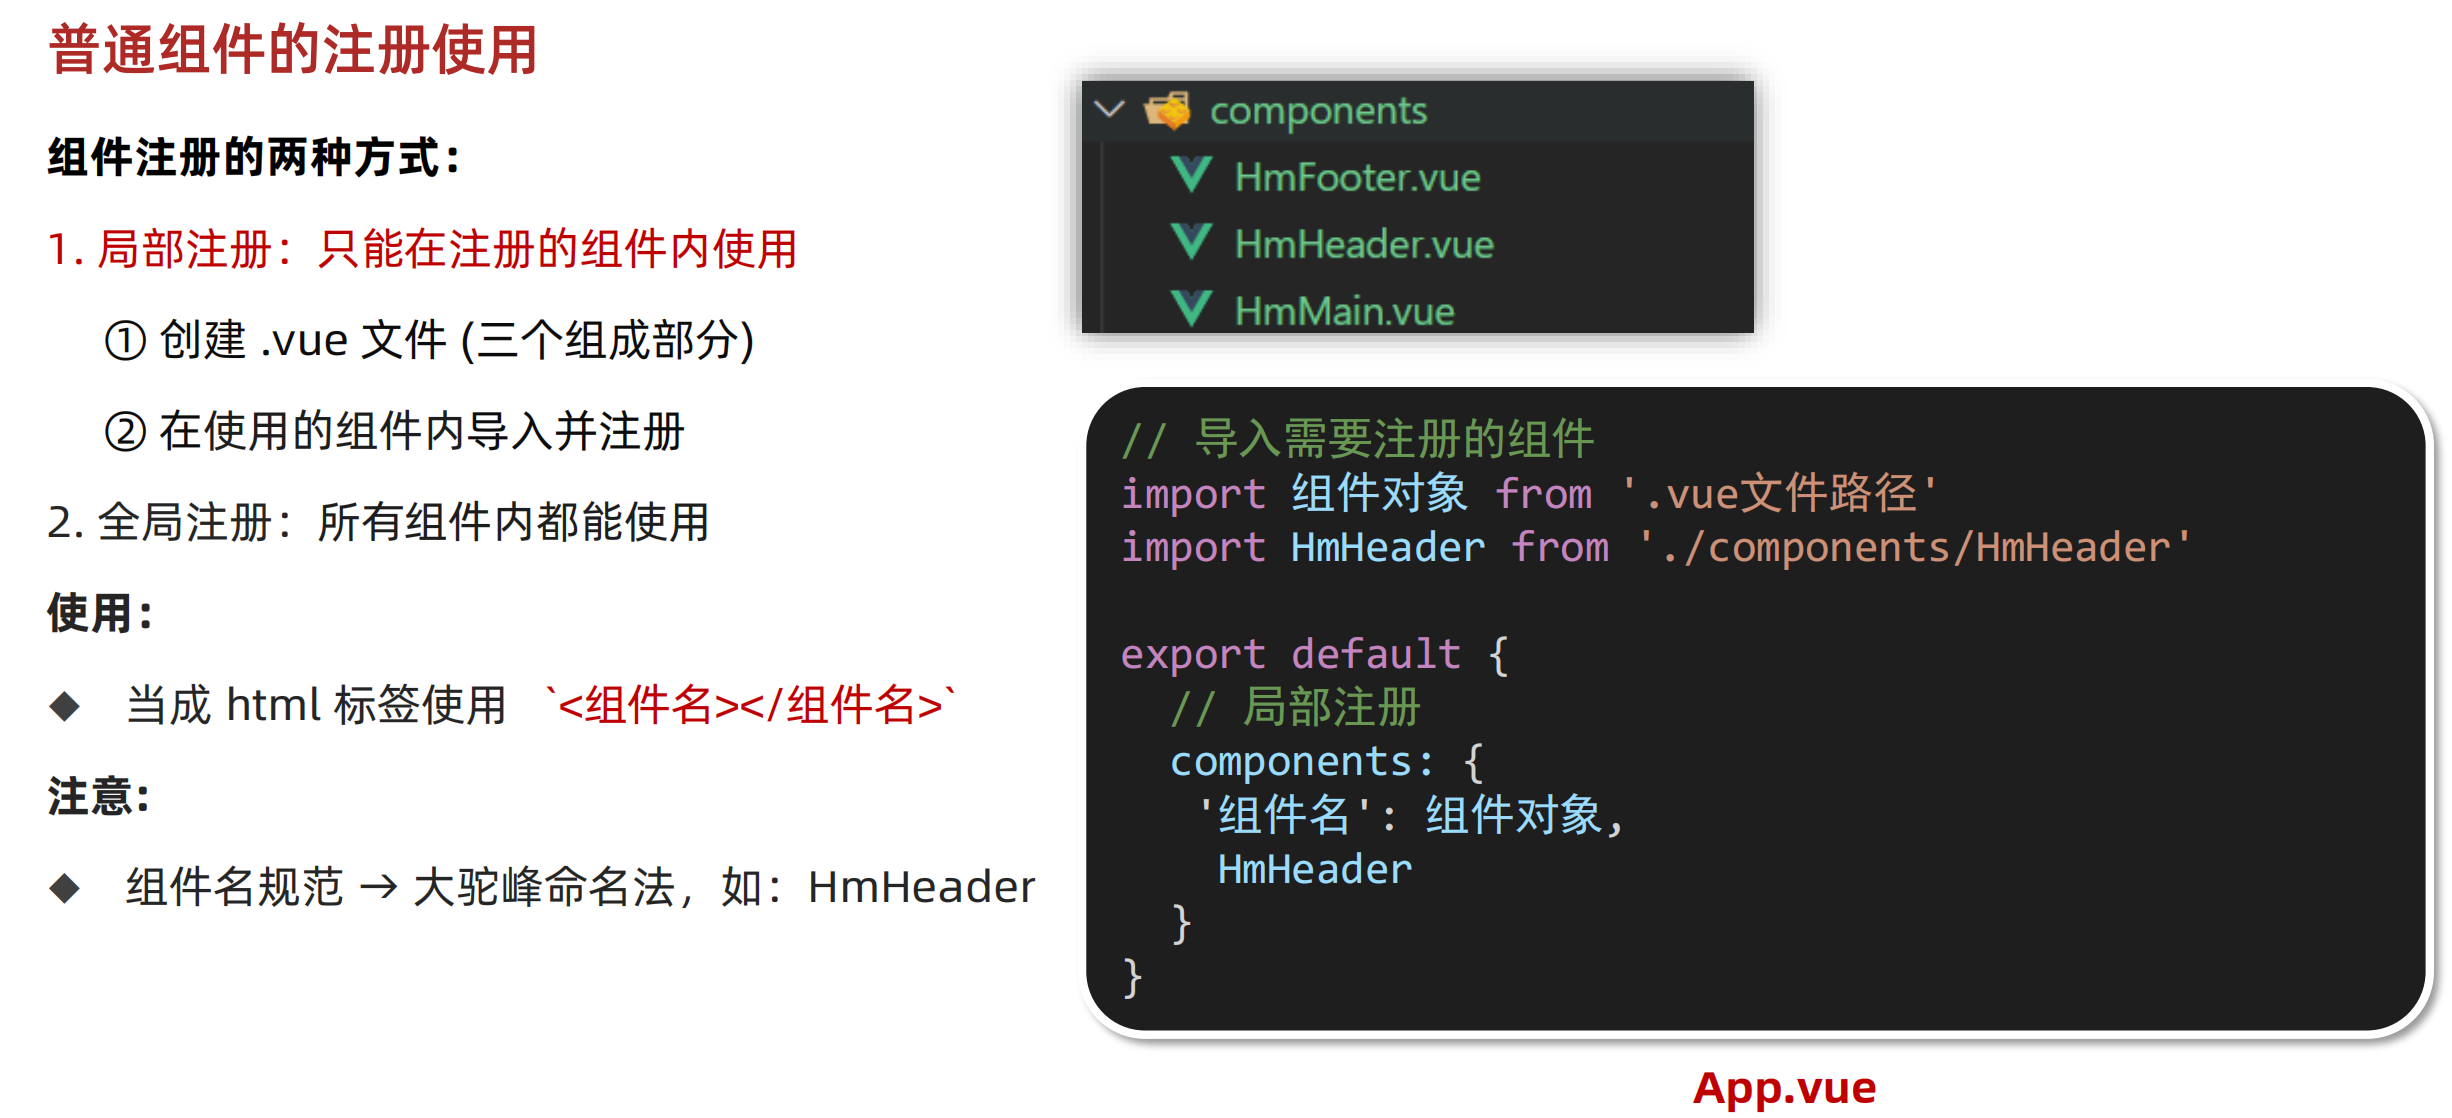 普通组件的注册使用
组件注册的两种方式：
1. 局部注册：只能在注册的组件内使用
① 创建 .vue 文件 (三个组成部分)
② 在使用的组件内导入并注册
2. 全局注册：所有组件内都能使用
使用：
◆ 当成 html 标签使用 `<组件名></组件名>`
注意：
◆ 组件名规范 → 大驼峰命名法，如：HmHeader
components
HmFooter.vue
HmHeader.vue
HmMain.vue
// 导入需要注册的组件
import 组件对象 from '.vue文件路径'
import HmHeader from './components/HmHeader'
export default {
// 局部注册
components: {
'组件名': 组件对象,
HmHeader
}
}
App.vue